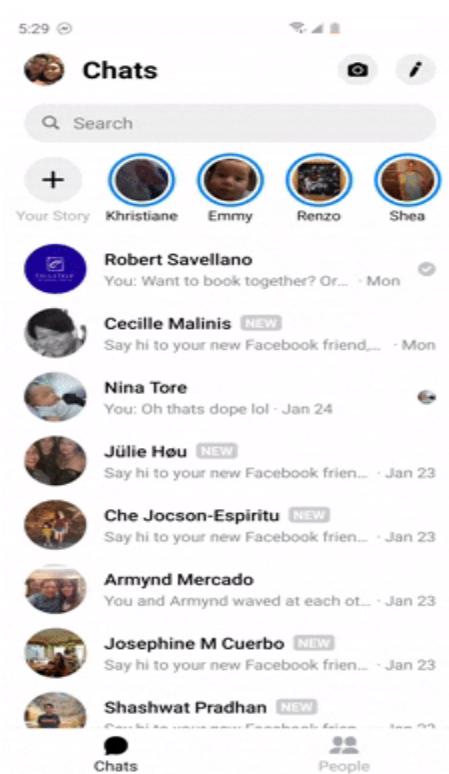 5:29
Chats
Search
Your Story Khristiane Emmy Renzo Shea
Robert Savellano
You: Want to book together? Or... · Mon
Cecille Malinis NEW
Say hi to your new Facebook friend,... · Mon
Nina Tore
You: Oh thats dope lol · Jan 24
Jülie Høu NEW
Say hi to your new Facebook frien... · Jan 23
Che Jocson-Espiritu NEW
Say hi to your new Facebook frien... · Jan 23
Armynd Mercado
You and Armynd waved at each ot... · Jan 23
Josephine M Cuerbo NEW
Say hi to your new Facebook frien... · Jan 23
Shashwat Pradhan NEW
Chats People